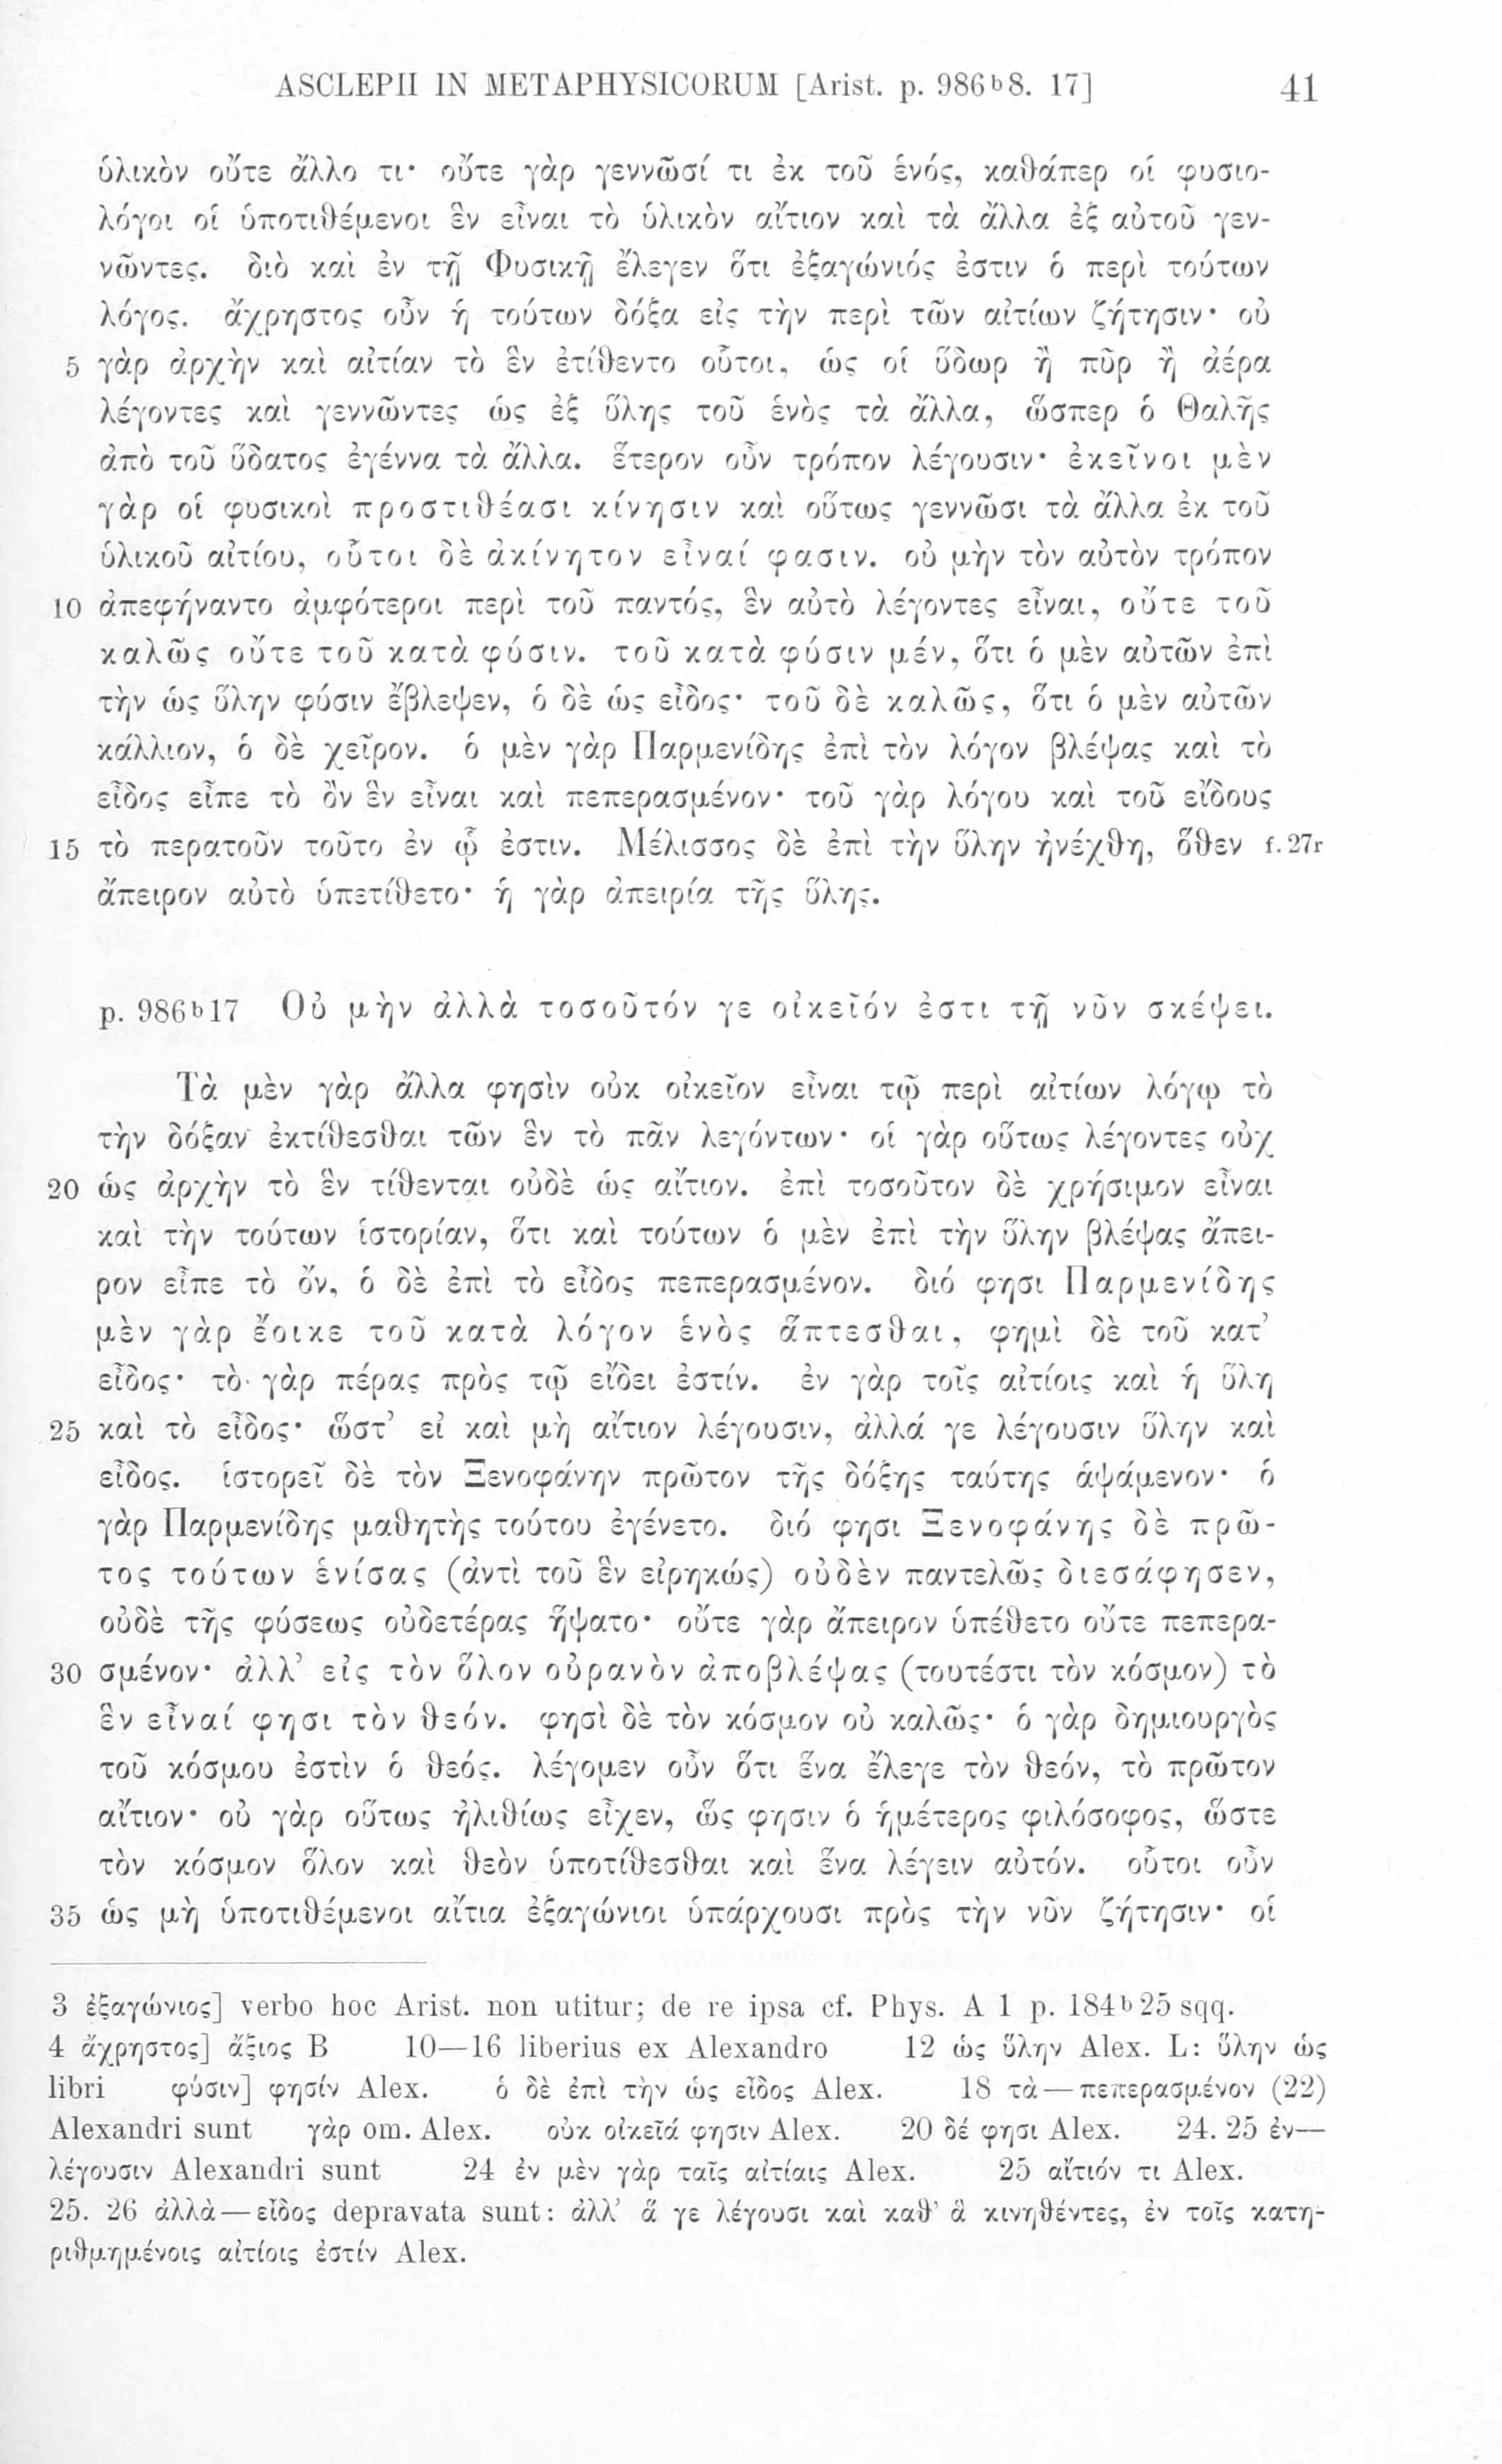 ASCLEPII IN METAPHYSICORUM [Arist. p. 986ᵇ8. 17] 41
ὑλικὸν οὔτε ἄλλο τι· οὔτε γὰρ γεννῶσί τι ἐκ τοῦ ἑνός, καθάπερ οἱ φυσιο-
λόγοι οἱ ὑποτιθέμενοι ἓν εἶναι τὸ ὑλικὸν αἴτιον καὶ τὰ ἄλλα ἐξ αὐτοῦ γεν-
νῶντες. διὸ καὶ ἐν τῇ Φυσικῇ ἔλεγεν ὅτι ἐξαγώνιός ἐστιν ὁ περὶ τούτων
λόγος. ἄχρηστος οὖν ἡ τούτων δόξα εἰς τὴν περὶ τῶν αἰτίων ζήτησιν· οὐ
5 γὰρ ἀρχὴν καὶ αἰτίαν τὸ ἓν ἐτίθεντο οὗτοι, ὡς οἱ ὕδωρ ἢ πῦρ ἢ ἀέρα
λέγοντες καὶ γεννῶντες ὡς ἐξ ὕλης τοῦ ἑνὸς τὰ ἄλλα, ὥσπερ ὁ Θαλῆς
ἀπὸ τοῦ ὕδατος ἐγέννα τὰ ἄλλα. ἕτερον οὖν τρόπον λέγουσιν· ἐκεῖνοι μὲν
γὰρ οἱ φυσικοὶ προστιθέασι κίνησιν καὶ οὕτως γεννῶσι τὰ ἄλλα ἐκ τοῦ
ὑλικοῦ αἰτίου, οὗτοι δὲ ἀκίνητον εἶναί φασιν. οὐ μὴν τὸν αὐτὸν τρόπον
10 ἀπεφήναντο ἀμφότεροι περὶ τοῦ παντός, ἓν αὐτὸ λέγοντες εἶναι, οὔτε τοῦ
καλῶς οὔτε τοῦ κατὰ φύσιν. τοῦ κατὰ φύσιν μέν, ὅτι ὁ μὲν αὐτῶν ἐπὶ
τὴν ὡς ὕλην φύσιν ἔβλεψεν, ὁ δὲ ὡς εἶδος· τοῦ δὲ καλῶς, ὅτι ὁ μὲν αὐτῶν
κάλλιον, ὁ δὲ χεῖρον. ὁ μὲν γὰρ Παρμενίδης ἐπὶ τὸν λόγον βλέψας καὶ τὸ
εἶδος εἶπε τὸ ὂν ἓν εἶναι καὶ πεπερασμένον· τοῦ γὰρ λόγου καὶ τοῦ εἴδους
15 τὸ περατοῦν τοῦτο ἐν ᾧ ἐστιν. Μέλισσος δὲ ἐπὶ τὴν ὕλην ἠνέχθη, ὅθεν f. 27r
ἄπειρον αὐτὸ ὑπετίθετο· ἡ γὰρ ἀπειρία τῆς ὕλης.
p. 986ᵇ17 Οὐ μὴν ἀλλὰ τοσοῦτόν γε οἰκεῖόν ἐστι τῇ νῦν σκέψει.
Τὰ μὲν γὰρ ἄλλα φησὶν οὐκ οἰκεῖον εἶναι τῷ περὶ αἰτίων λόγῳ τὸ
τὴν δόξαν ἐκτίθεσθαι τῶν ἓν τὸ πᾶν λεγόντων· οἱ γὰρ οὕτως λέγοντες οὐχ
20 ὡς ἀρχὴν τὸ ἓν τίθενται οὐδὲ ὡς αἴτιον. ἐπὶ τοσοῦτον δὲ χρήσιμον εἶναι
καὶ τὴν τούτων ἱστορίαν, ὅτι καὶ τούτων ὁ μὲν ἐπὶ τὴν ὕλην βλέψας ἄπει-
ρον εἶπε τὸ ὄν, ὁ δὲ ἐπὶ τὸ εἶδος πεπερασμένον. διό φησι Παρμενίδης
μὲν γὰρ ἔοικε τοῦ κατὰ λόγον ἑνὸς ἅπτεσθαι, φημὶ δὲ τοῦ κατ’
εἶδος· τὸ γὰρ πέρας πρὸς τῷ εἴδει ἐστίν. ἐν γὰρ τοῖς αἰτίοις καὶ ἡ ὕλη
25 καὶ τὸ εἶδος· ὥστ’ εἰ καὶ μὴ αἴτιον λέγουσιν, ἀλλά γε λέγουσιν ὕλην καὶ
εἶδος. ἱστορεῖ δὲ τὸν Ξενοφάνην πρῶτον τῆς δόξης ταύτης ἁψάμενον· ὁ
γὰρ Παρμενίδης μαθητὴς τούτου ἐγένετο. διό φησι Ξενοφάνης δὲ πρῶ-
τος τούτων ἑνίσας (ἀντὶ τοῦ ἓν εἰρηκώς) οὐδὲν παντελῶς διεσάφησεν,
οὐδὲ τῆς φύσεως οὐδετέρας ἥψατο· οὔτε γὰρ ἄπειρον ὑπέθετο οὔτε πεπερα-
30 σμένον· ἀλλ’ εἰς τὸν ὅλον οὐρανὸν ἀποβλέψας (τουτέστι τὸν κόσμον) τὸ
ἓν εἶναί φησι τὸν θεόν. φησὶ δὲ τὸν κόσμον οὐ καλῶς· ὁ γὰρ δημιουργὸς
τοῦ κόσμου ἐστὶν ὁ θεός. λέγομεν οὖν ὅτι ἕνα ἔλεγε τὸν θεόν, τὸ πρῶτον
αἴτιον· οὐ γὰρ οὕτως ἠλιθίως εἶχεν, ὥς φησιν ὁ ἡμέτερος φιλόσοφος, ὥστε
τὸν κόσμον ὅλον καὶ θεὸν ὑποτίθεσθαι καὶ ἕνα λέγειν αὐτόν. οὗτοι οὖν
35 ὡς μὴ ὑποτιθέμενοι αἴτια ἐξαγώνιοι ὑπάρχουσι πρὸς τὴν νῦν ζήτησιν· οἱ
3 ἐξαγώνιος] verbo hoc Arist. non utitur; de re ipsa cf. Phys. A 1 p. 184ᵇ25 sqq.
4 ἄχρηστος] ἄξιος B 10—16 liberius ex Alexandro 12 ὡς ὕλην Alex. L: ὕλην ὡς
libri φύσιν] φησίν Alex. ὁ δὲ ἐπὶ τὴν ὡς εἶδος Alex. 18 τὰ—πεπερασμένον (22)
Alexandri sunt γὰρ om. Alex. οὐκ οἰκεῖά φησιν Alex. 20 δέ φησι Alex. 24. 25 ἐν—
λέγουσιν Alexandri sunt 24 ἐν μὲν γὰρ ταῖς αἰτίαις Alex. 25 αἴτιόν τι Alex.
25. 26 ἀλλὰ—εἶδος depravata sunt: ἀλλ’ ἅ γε λέγουσι καὶ καθ’ ἃ κινηθέντες, ἐν τοῖς κατη-
ριθμημένοις αἰτίοις ἐστίν Alex.